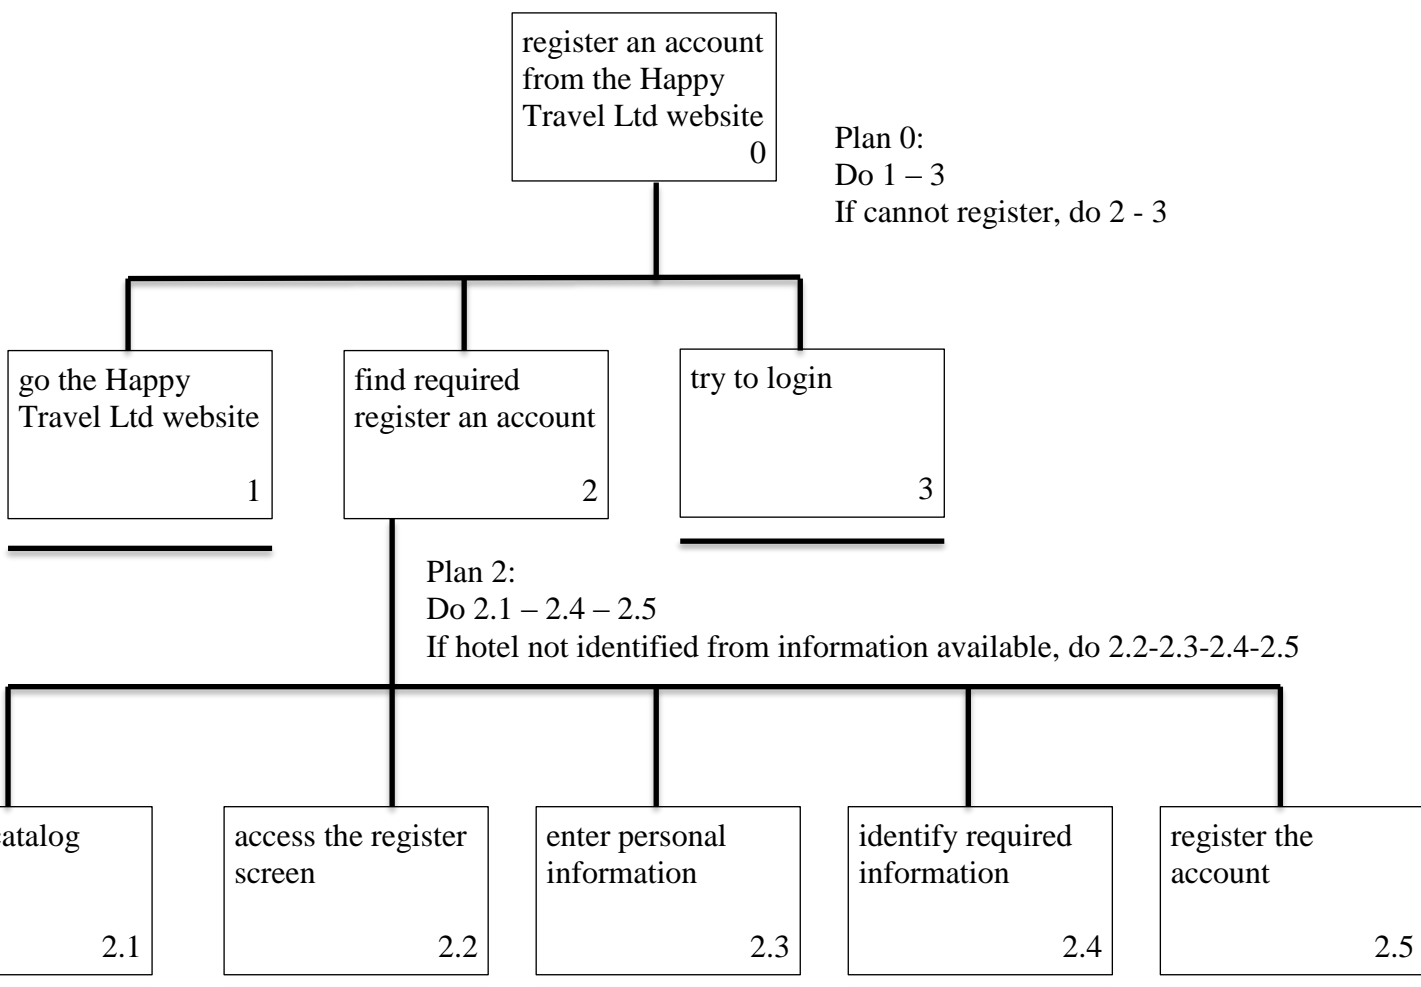 register an account
from the Happy
Travel Ltd website
0
Plan 0:
Do 1 – 3
If cannot register, do 2 - 3
go the Happy
Travel Ltd website
1
find required
register an account
2
try to login
3
Plan 2:
Do 2.1 – 2.4 – 2.5
If hotel not identified from information available, do 2.2-2.3-2.4-2.5
2.1
access the register
screen
2.2
enter personal
information
2.3
identify required
information
2.4
register the
account
2.5